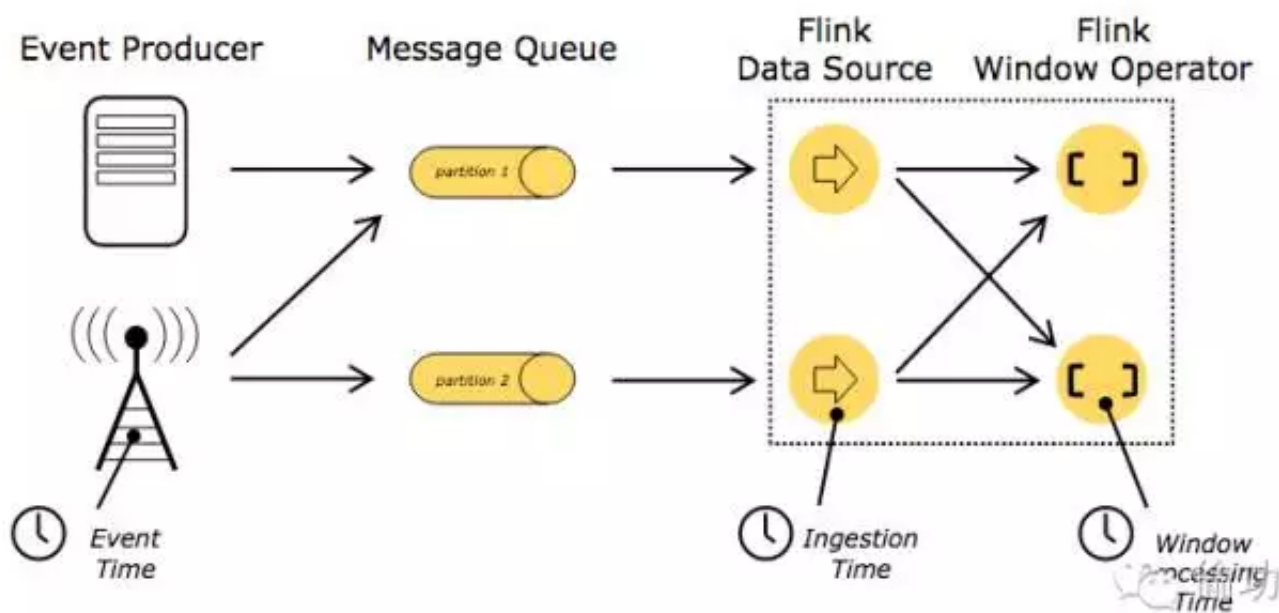 Event Producer
Message Queue
Flink
Data Source
Flink
Window Operator
partition 1
partition 2
Event
Time
Ingestion
Time
Window
Time